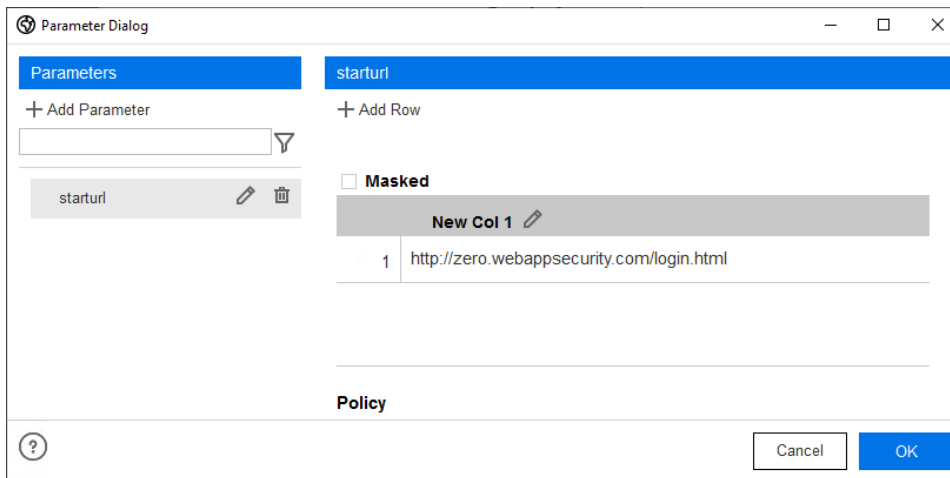 Parameter Dialog
Parameters
Add Parameter
starturl
starturl
Add Row
Masked
New Col 1
1 http://zero.webappsecurity.com/login.html
Policy
?
Cancel OK